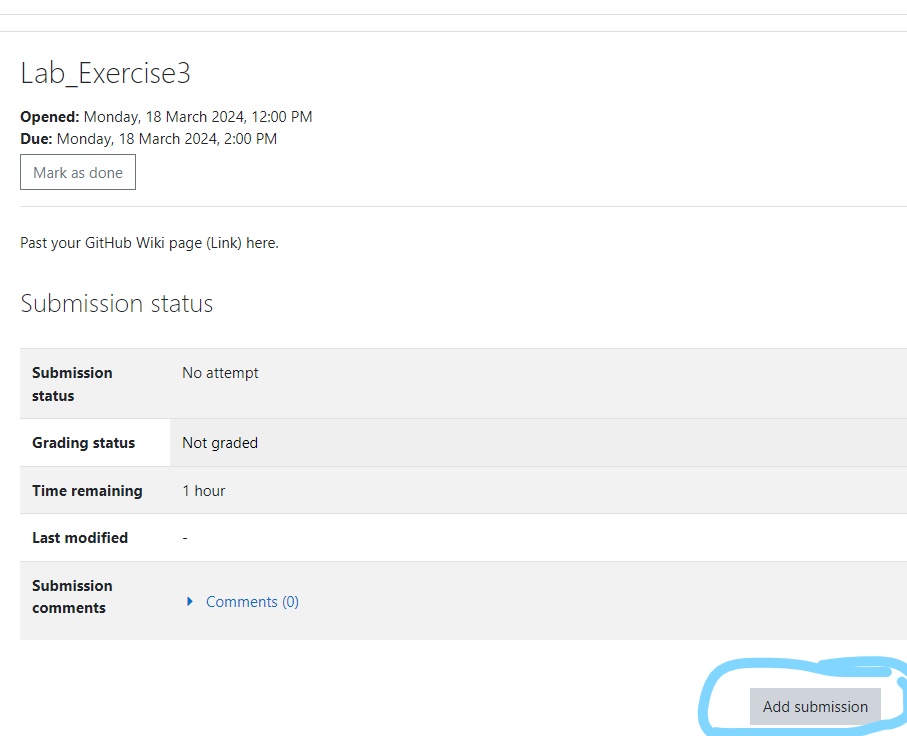 Lab_Exercise3
Opened: Monday, 18 March 2024, 12:00 PM
Due: Monday, 18 March 2024, 2:00 PM
Mark as done
Past your GitHub Wiki page (Link) here.
Submission status
Submission
status
No attempt
Grading status
Not graded
Time remaining
1 hour
Last modified
-
Submission
comments
Comments (0)
Add submission